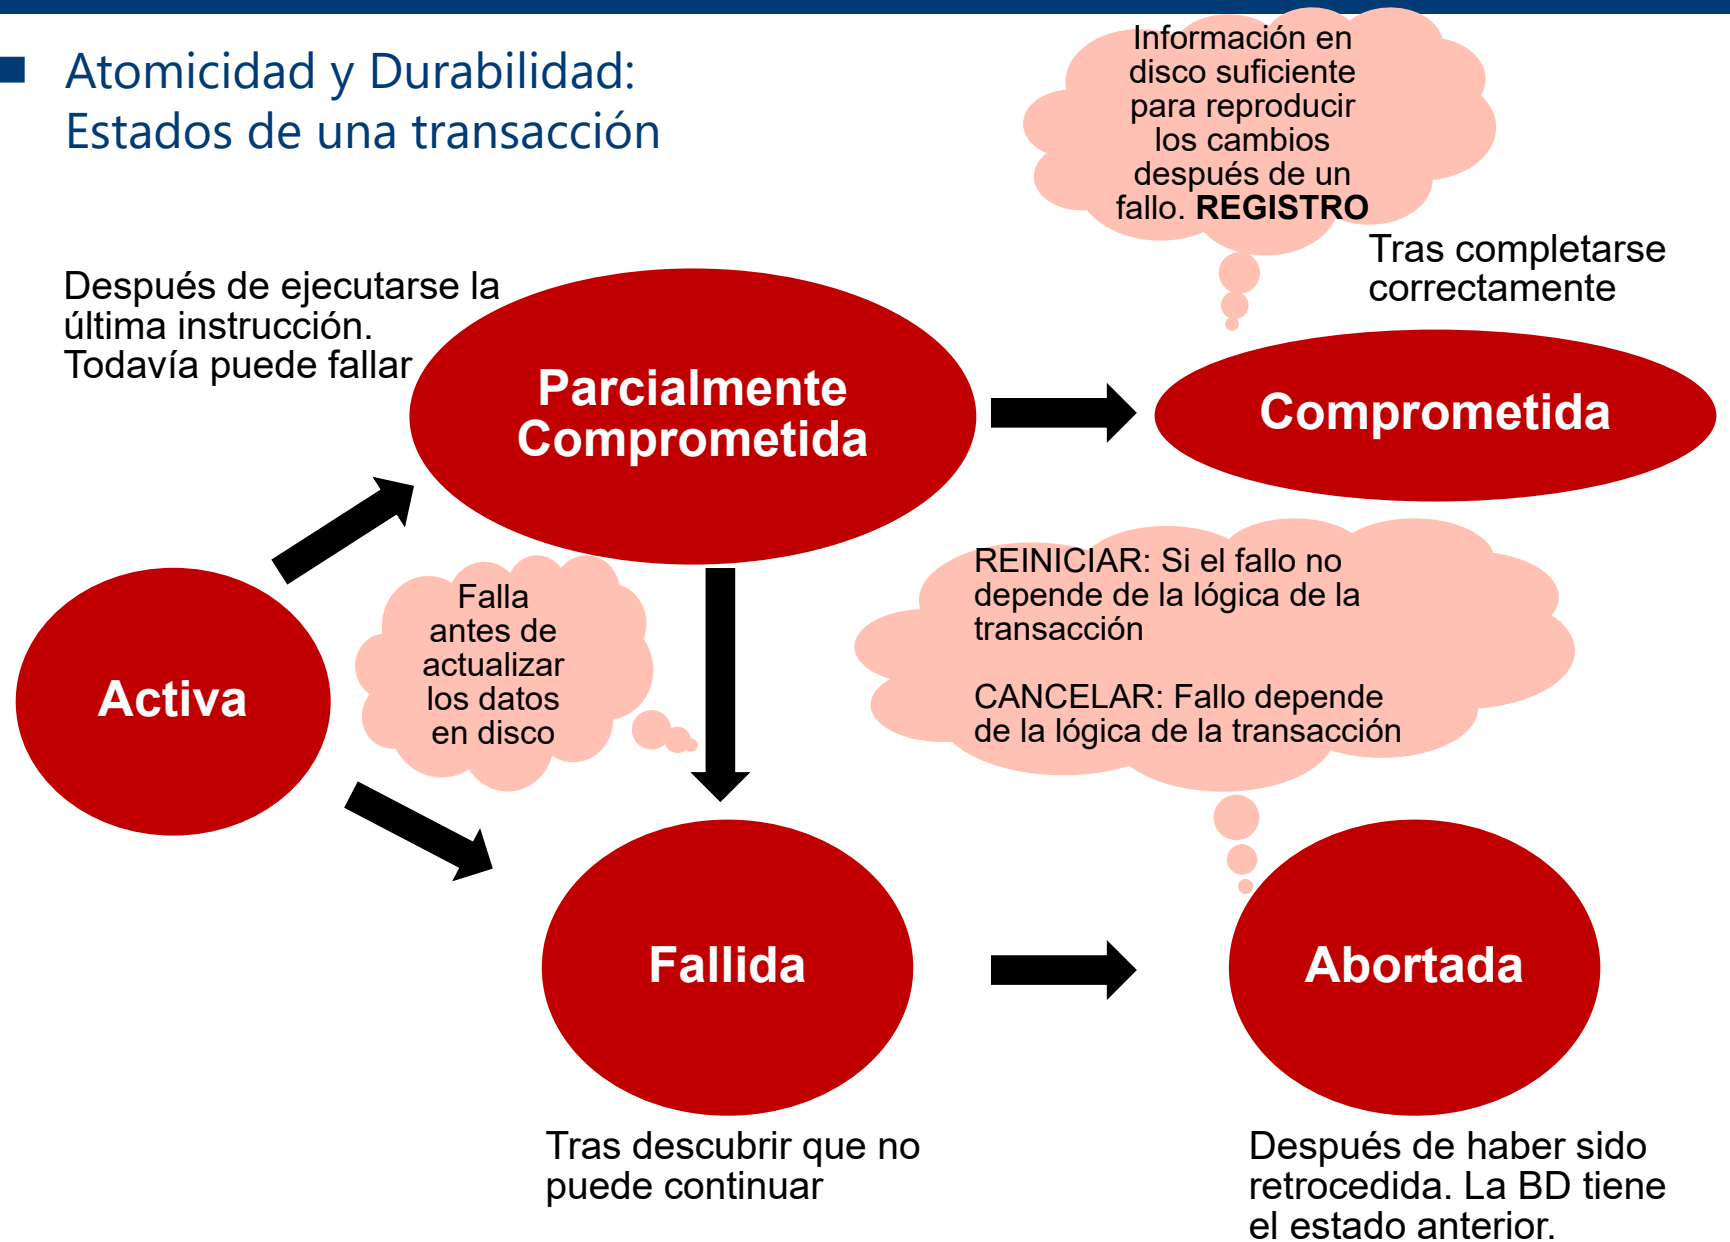 Atomicidad y Durabilidad:
Estados de una transacción
Información en
disco suficiente
para reproducir
los cambios
después de un
fallo. REGISTRO
Tras completarse
correctamente
Después de ejecutarse la
última instrucción.
Todavía puede fallar
Parcialmente
Comprometida
Comprometida
Falla
antes de
actualizar
los datos
en disco
REINICIAR: Si el fallo no
depende de la lógica de la
transacción
CANCELAR: Fallo depende
de la lógica de la transacción
Activa
Fallida
Abortada
Tras descubrir que no
puede continuar
Después de haber sido
retrocedida. La BD tiene
el estado anterior.